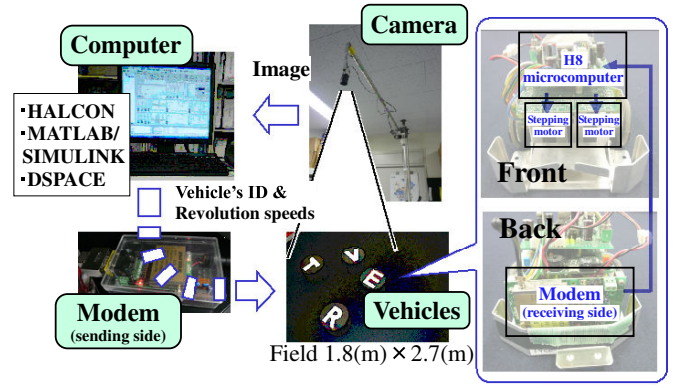 Computer
Camera
Image
・HALCON
・MATLAB/
SIMULINK
・DSPACE
Vehicle's ID &
Revolution speeds
Modem
(sending side)
T
V
E
R
Vehicles
Field 1.8(m) × 2.7(m)
H8
microcomputer
Stepping
motor
Stepping
motor
Front
Back
Modem
(receiving side)